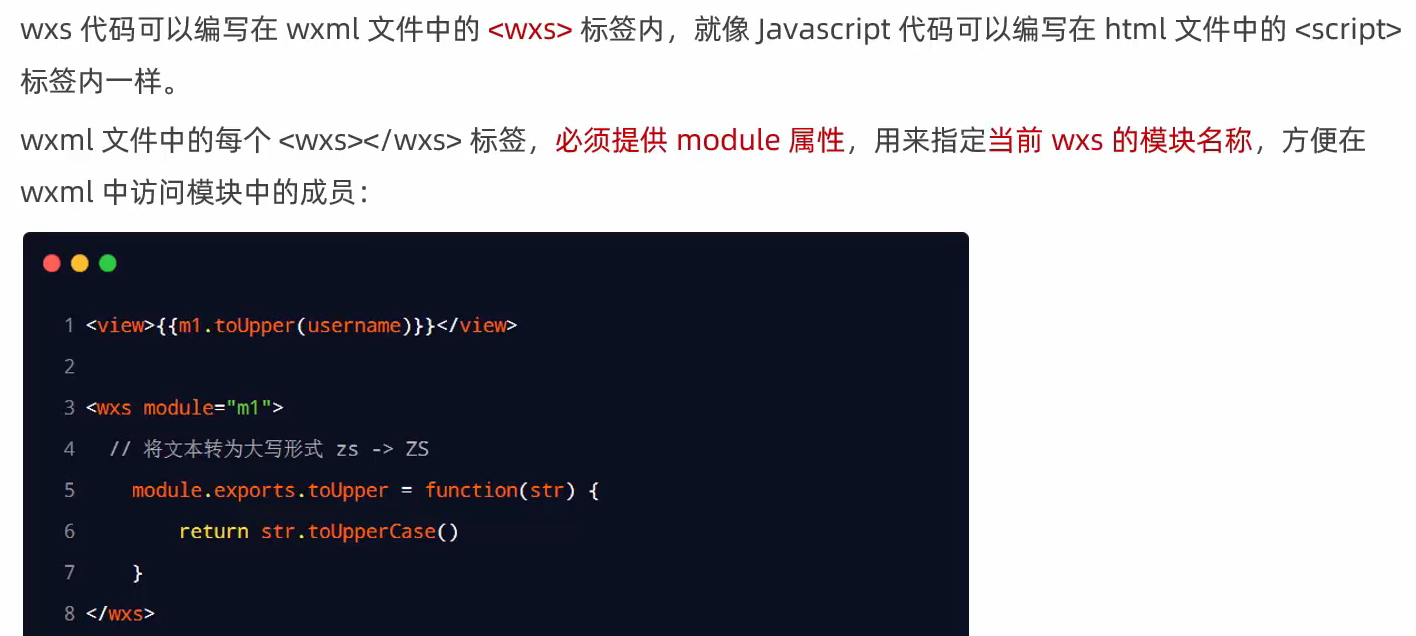 wxs 代码可以编写在 wxml 文件中的 <wxs> 标签内，就像 Javascript 代码可以编写在 html 文件中的 <script>
标签内一样。
wxml 文件中的每个 <wxs></wxs> 标签，必须提供 module 属性，用来指定当前 wxs 的模块名称，方便在
wxml 中访问模块中的成员：
1 <view>{{m1.toUpper(username)}}</view>
2
3 <wxs module="m1">
4   // 将文本转为大写形式 zs -> ZS
5     module.exports.toUpper = function(str) {
6         return str.toUpperCase()
7     }
8 </wxs>